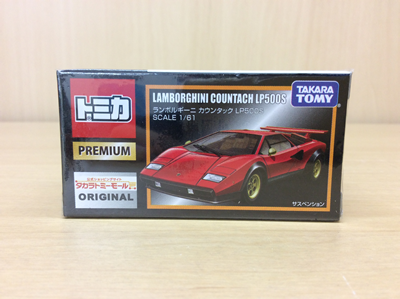 トミカ
PREMIUM
タカラトミーモール
ORIGINAL
LAMBORGHINI COUNTACH LP500S
ランボルギーニ カウンタック LP500S
SCALE 1/61
TAKARA
TOMY
サスペンション